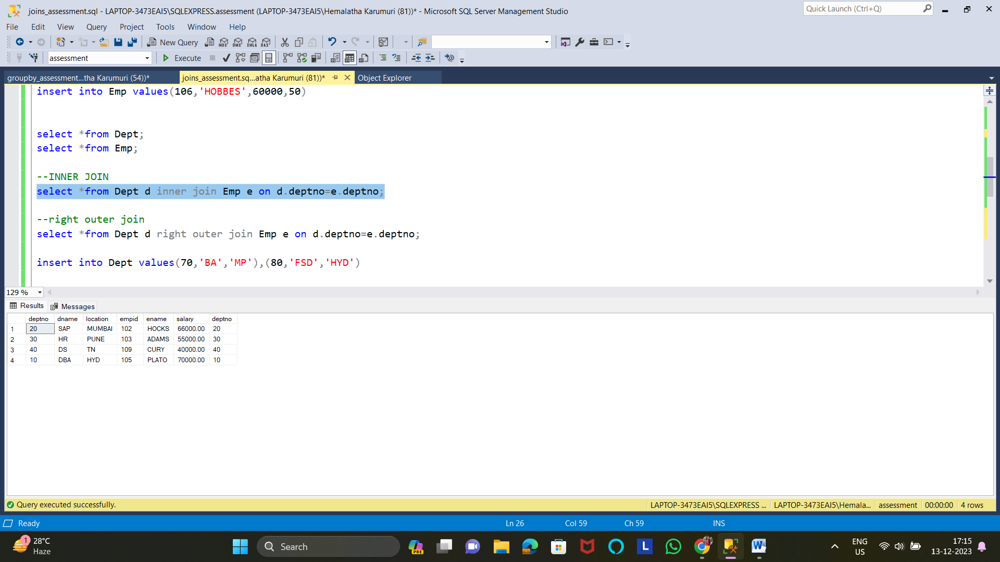 joins_assessment.sql - LAPTOP-3473EAI5\SQLEXPRESS.assessment (LAPTOP-3473EAI5\Hemalatha Karumuri (81))* - Microsoft SQL Server Management Studio
Quick Launch (Ctrl+Q)
File Edit View Query Project Tools Window Help
New Query MDX DMX XMLA DAX
assessment Execute
groupby_assessment...tha Karumuri (54))* joins_assessment.sq...atha Karumuri (81))* Object Explorer
insert into Emp values(106,'HOBBES',60000,50)
select *from Dept;
select *from Emp;
--INNER JOIN
select *from Dept d inner join Emp e on d.deptno=e.deptno;
--right outer join
select *from Dept d right outer join Emp e on d.deptno=e.deptno;
insert into Dept values(70,'BA','MP'),(80,'FSD','HYD')
129 %
Results Messages
deptno dname location empid ename salary deptno
1 20 SAP MUMBAI 102 HOCKS 66000.00 20
2 30 HR PUNE 103 ADAMS 55000.00 30
3 40 DS TN 109 CURY 40000.00 40
4 10 DBA HYD 105 PLATO 70000.00 10
Query executed successfully. LAPTOP-3473EAI5\SQLEXPRESS ... LAPTOP-3473EAI5\Hemala... assessment 00:00:00 4 rows
Ready Ln 26 Col 59 Ch 59 INS
1 28°C
Haze
Search
PRE
L
W
ENG
US
17:15
13-12-2023